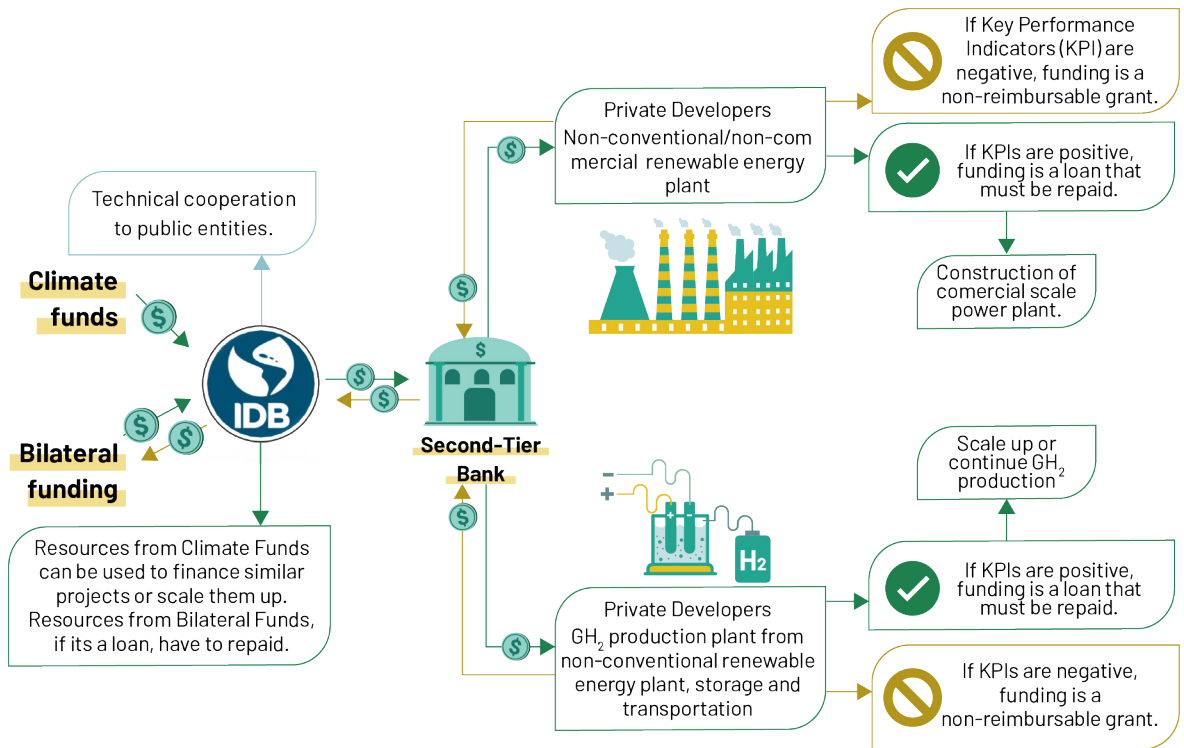 Technical cooperation
to public entities.
Climate
funds
$
IDB
Bilateral
funding
$
$
Resources from Climate Funds
can be used to finance similar
projects or scale them up.
Resources from Bilateral Funds,
if its a loan, have to repaid.
$
$
$
Second-Tier
Bank
$
$
$
$
Private Developers
Non-conventional/non-com
mercial renewable energy
plant
If Key Performance
Indicators (KPI) are
negative, funding is a
non-reimbursable grant.
If KPIs are positive,
funding is a loan that
must be repaid.
Construction of
comercial scale
power plant.
Scale up or
continue GH₂
production
− 
+
+ −
H₂
Private Developers
GH₂ production plant from
non-conventional renewable
energy plant, storage and
transportation
If KPIs are positive,
funding is a loan that
must be repaid.
If KPIs are negative,
funding is a
non-reimbursable grant.